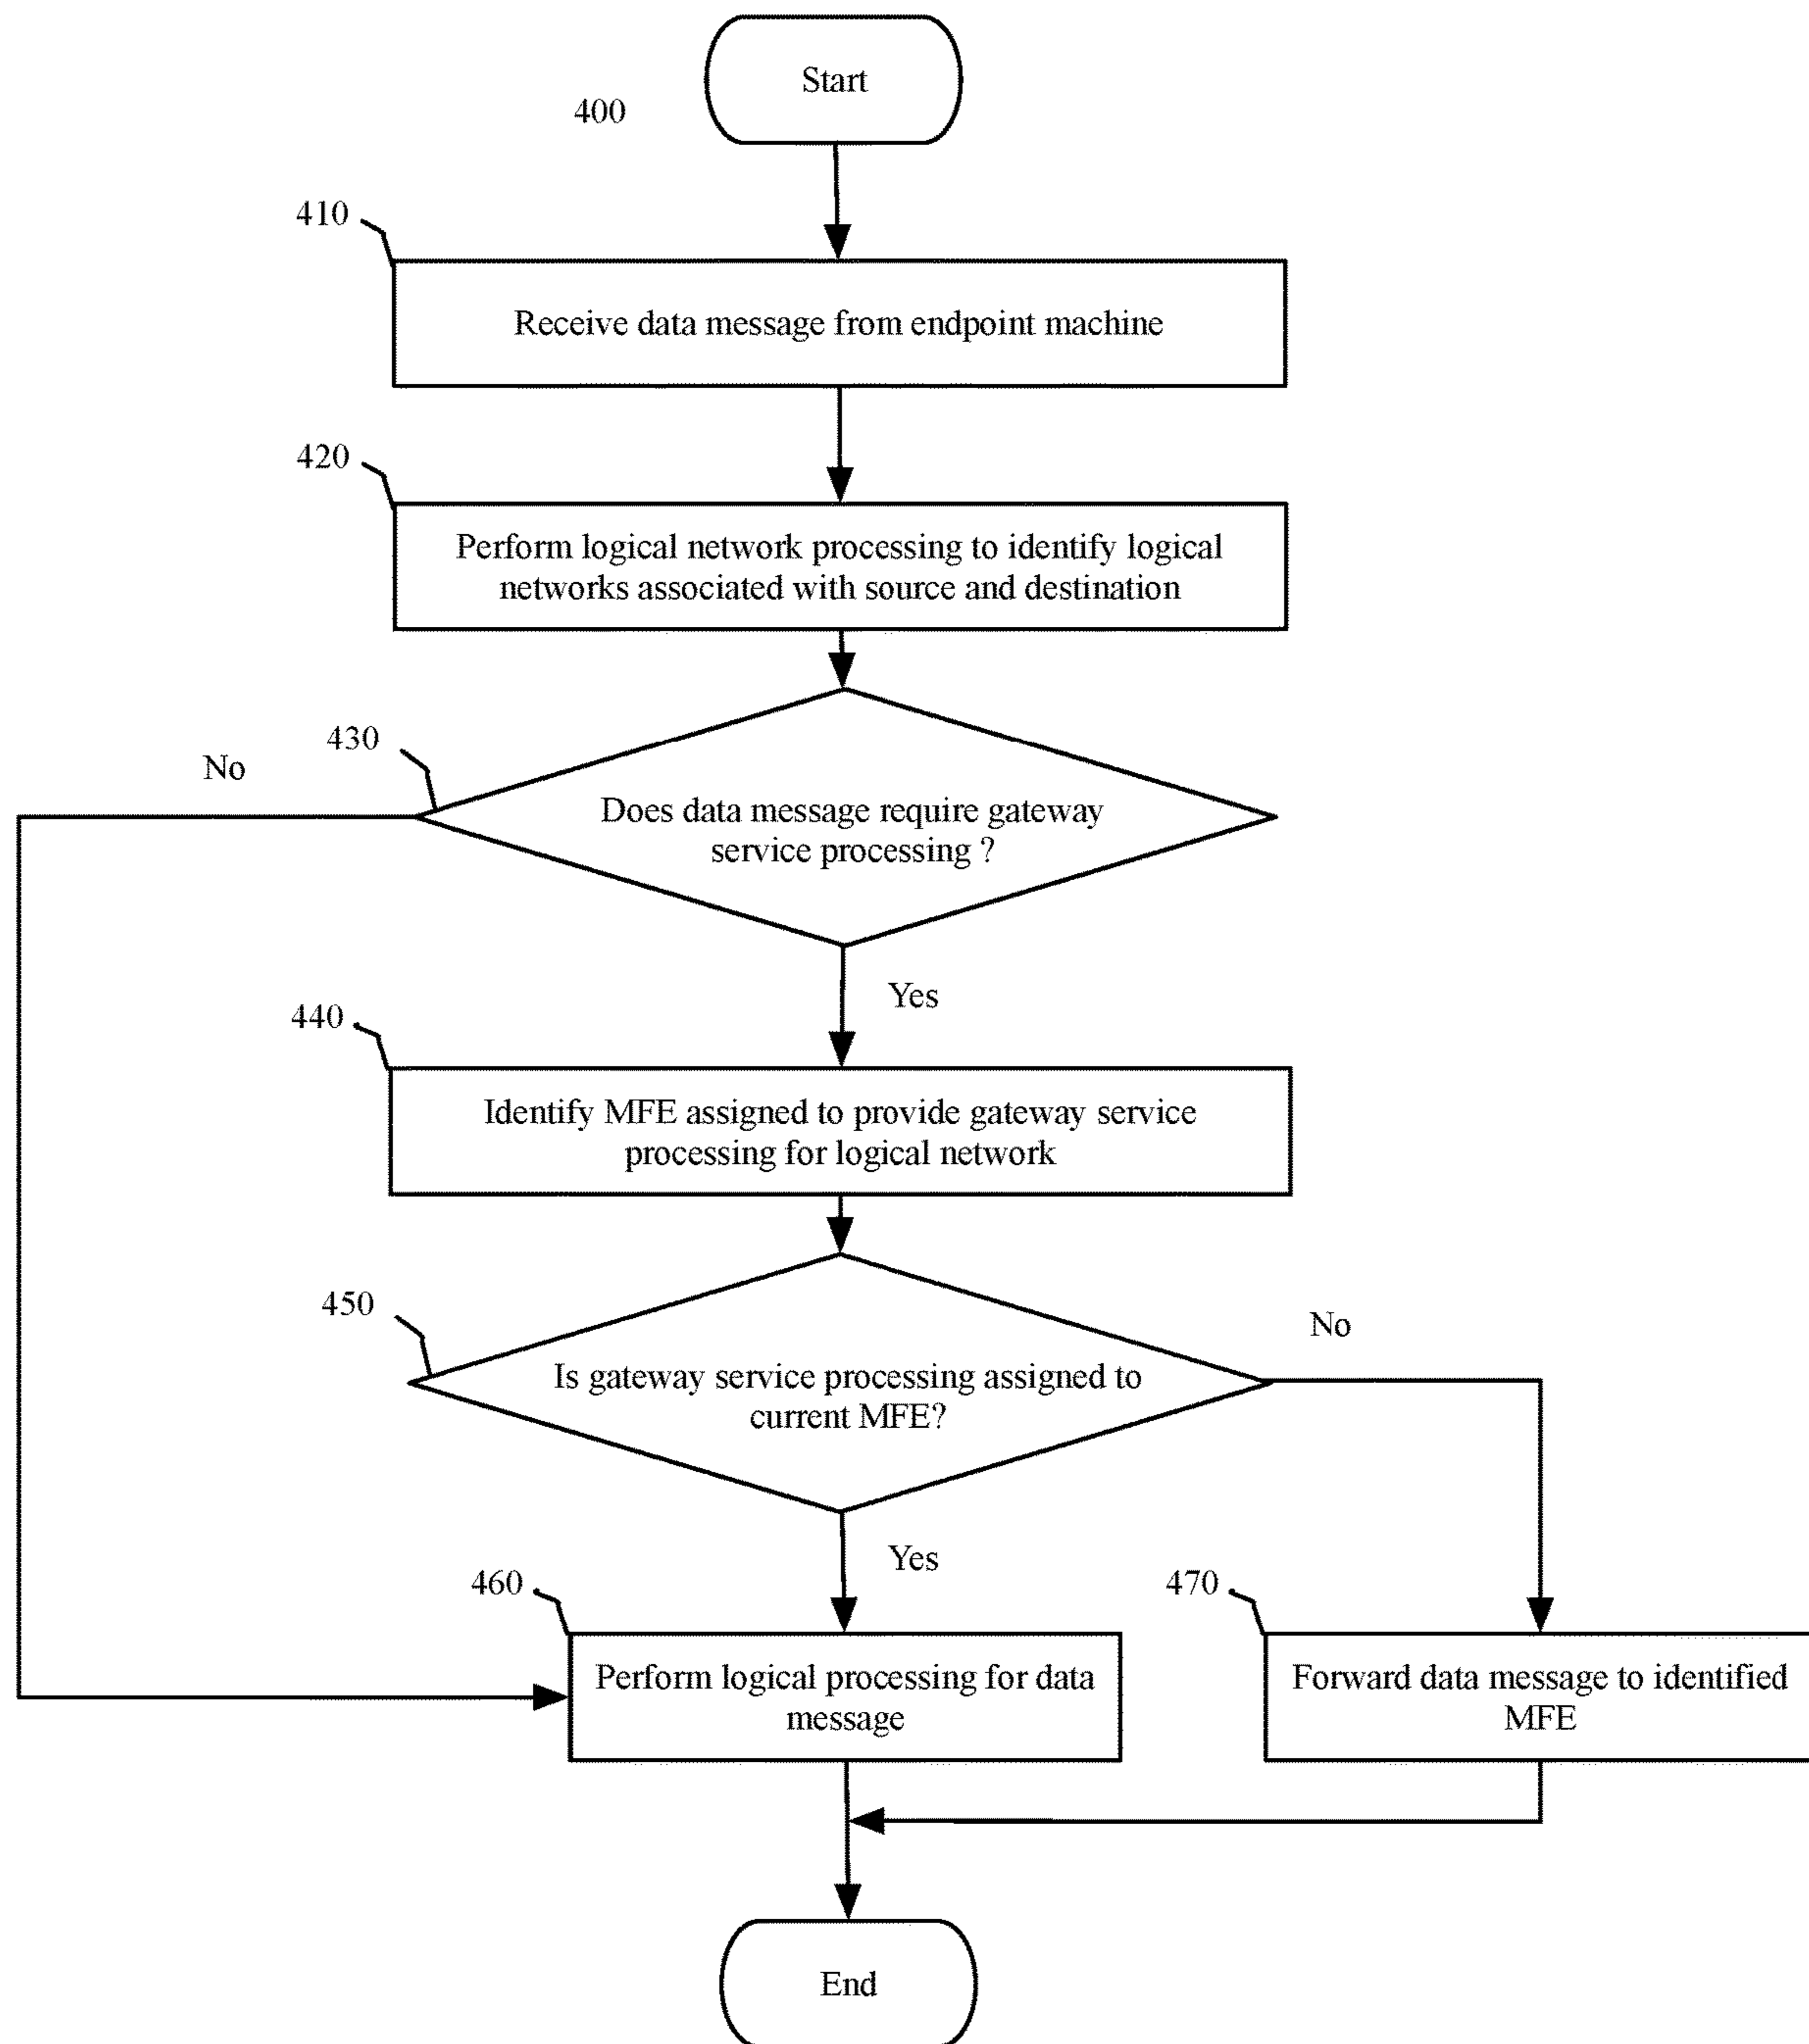 Start
400
410
Receive data message from endpoint machine
420
Perform logical network processing to identify logical
networks associated with source and destination
430
No
Does data message require gateway
service processing ?
Yes
440
Identify MFE assigned to provide gateway service
processing for logical network
450
No
Is gateway service processing assigned to
current MFE?
Yes
460
470
Perform logical processing for data
message
Forward data message to identified
MFE
End